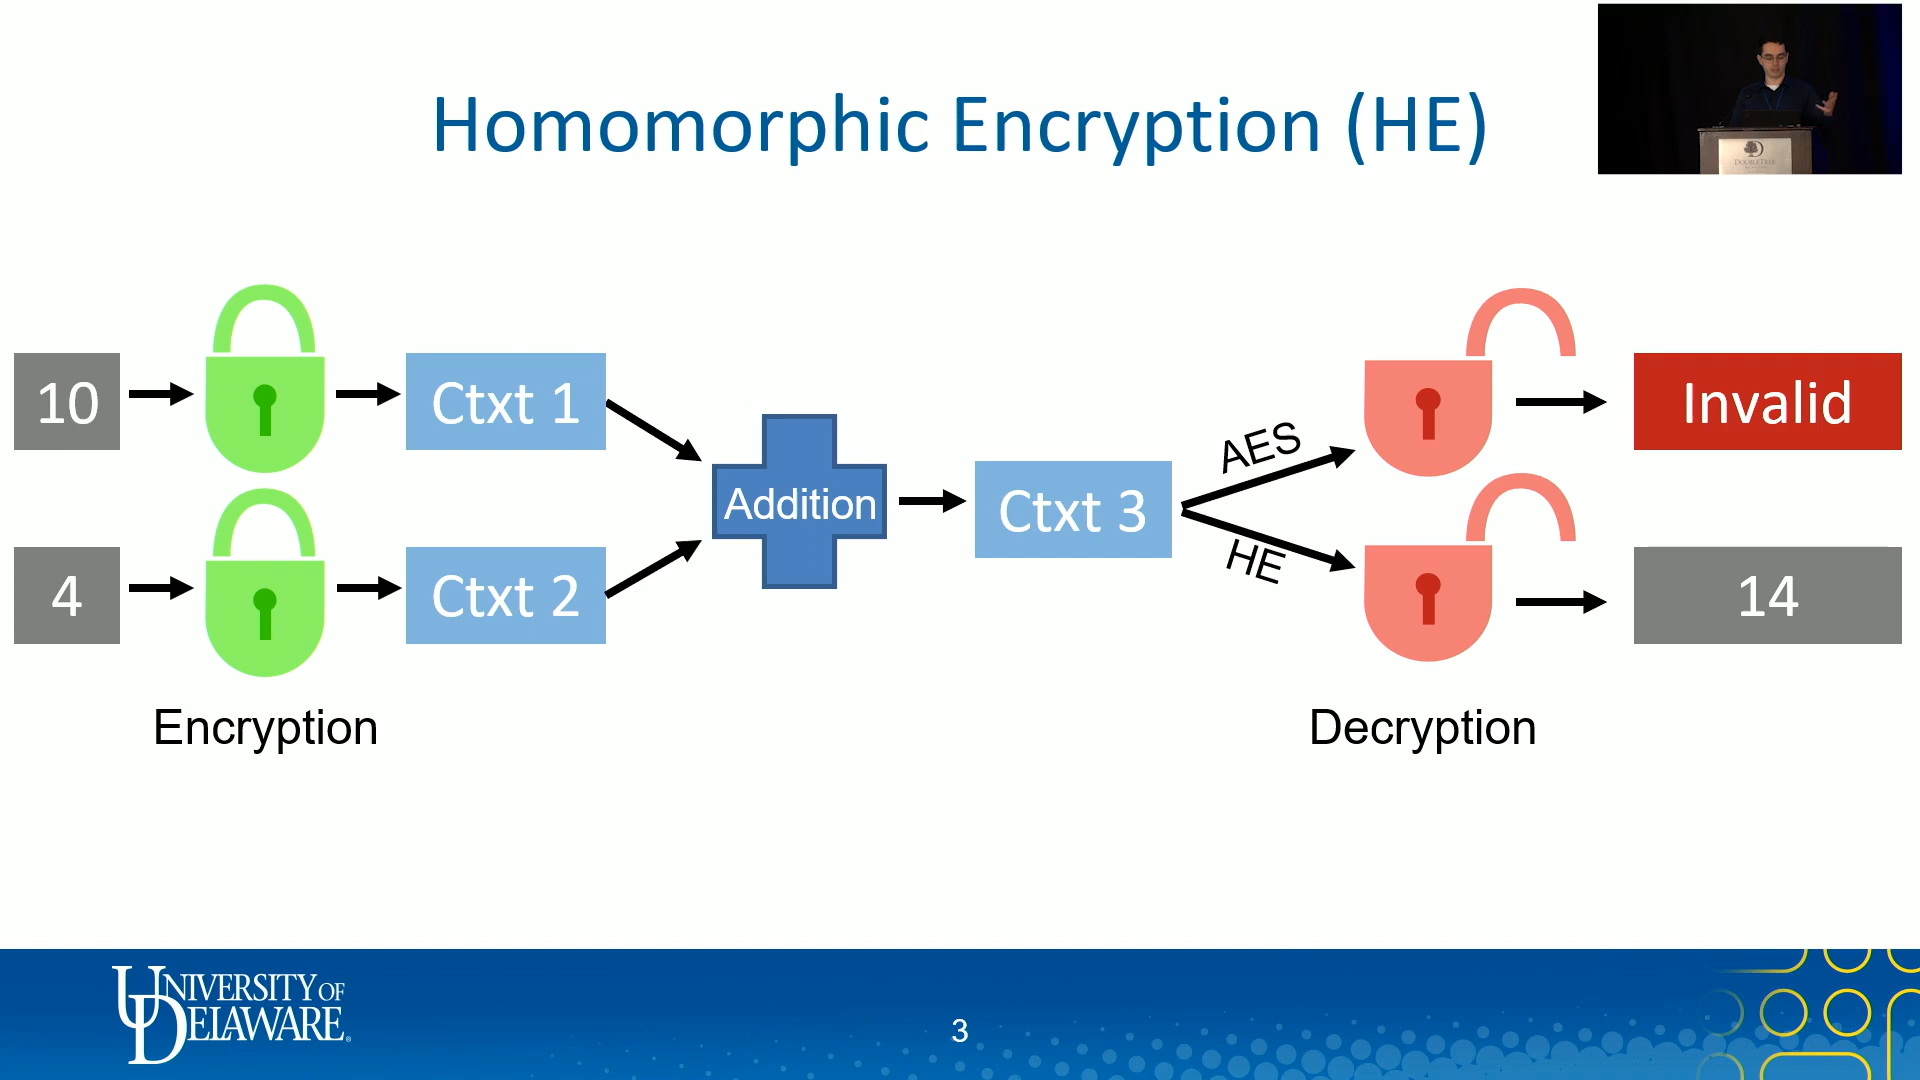 Homomorphic Encryption (HE)
DOUBLETREE
10
Ctxt 1
Invalid
AES
Addition
Ctxt 3
HE
4
Ctxt 2
14
Encryption
Decryption
UNIVERSITY OF
DELAWARE
3